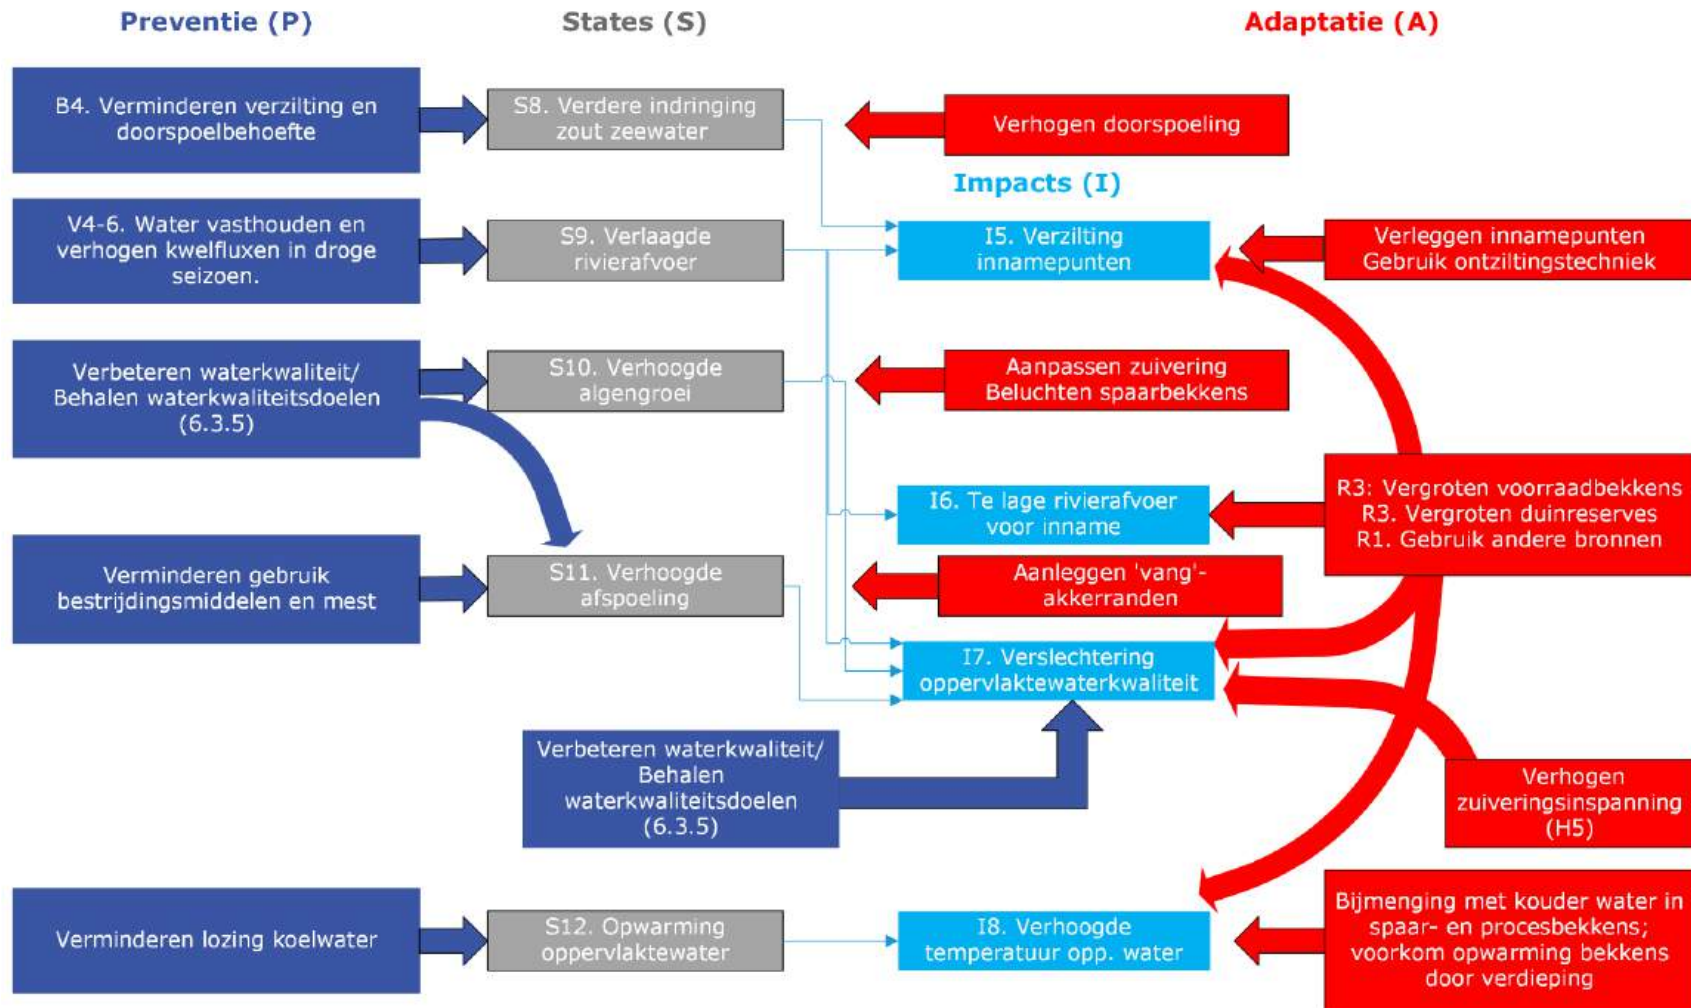 Preventie (P)
States (S)
Adaptatie (A)
B4. Verminderen verzilting en
doorspoelbehoefte
S8. Verdere indringing
zout zeewater
Verhogen doorspoeling
Impacts (I)
V4-6. Water vasthouden en
verhogen kwelfluxen in droge
seizoen.
S9. Verlaagde
rivierafvoer
I5. Verzilting
innamepunten
Verleggen innamepunten
Gebruik ontziltingstechniek
Verbeteren waterkwaliteit/
Behalen waterkwaliteitsdoelen
(6.3.5)
S10. Verhoogde
algengroei
Aanpassen zuivering
Beluchten spaarbekkens
I6. Te lage rivierafvoer
voor inname
R3: Vergroten voorraadbekkens
R3. Vergroten duinreserves
R1. Gebruik andere bronnen
Verminderen gebruik
bestrijdingsmiddelen en mest
S11. Verhoogde
afspoeling
Aanleggen 'vang'-
akkerranden
I7. Verslechtering
oppervlaktewaterkwaliteit
Verbeteren waterkwaliteit/
Behalen
waterkwaliteitsdoelen
(6.3.5)
Verhogen
zuiveringsinspanning
(H5)
Verminderen lozing koelwater
S12. Opwarming
oppervlaktewater
I8. Verhoogde
temperatuur opp. water
Bijmenging met kouder water in
spaar- en procesbekkens;
voorkom opwarming bekkens
door verdieping